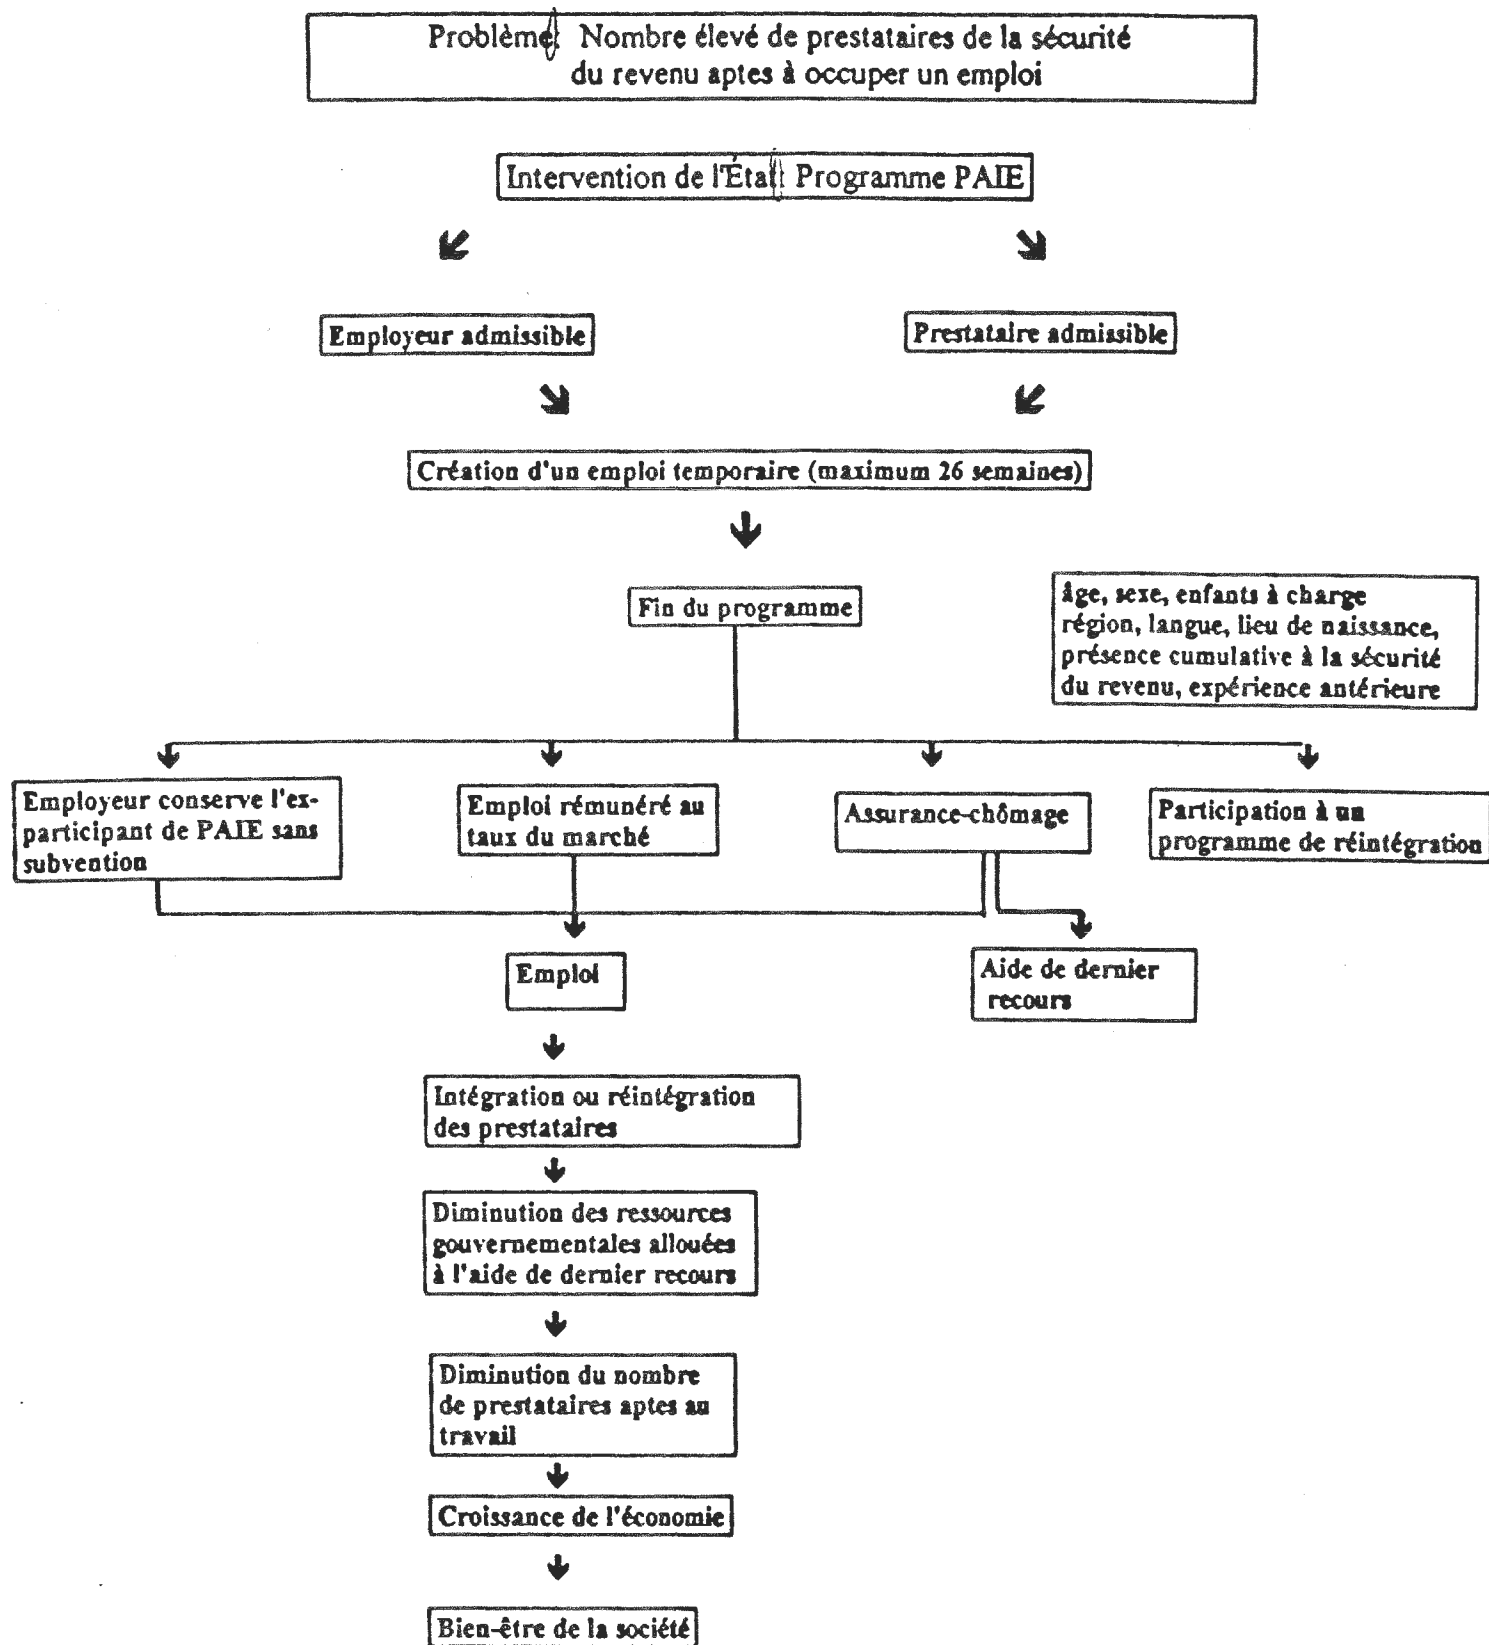 Problème: Nombre élevé de prestataires de la sécurité
du revenu aptes à occuper un emploi
Intervention de l'État: Programme PAIE
Employeur admissible
Prestataire admissible
Création d'un emploi temporaire (maximum 26 semaines)
Fin du programme
âge, sexe, enfants à charge
région, langue, lieu de naissance,
présence cumulative à la sécurité
du revenu, expérience antérieure
Employeur conserve l'ex-
participant de PAIE sans
subvention
Emploi rémunéré au
taux du marché
Assurance-chômage
Participation à un
programme de réintégration
Emploi
Aide de dernier
recours
Intégration ou réintégration
des prestataires
Diminution des ressources
gouvernementales allouées
à l'aide de dernier recours
Diminution du nombre
de prestataires aptes au
travail
Croissance de l'économie
Bien-être de la société